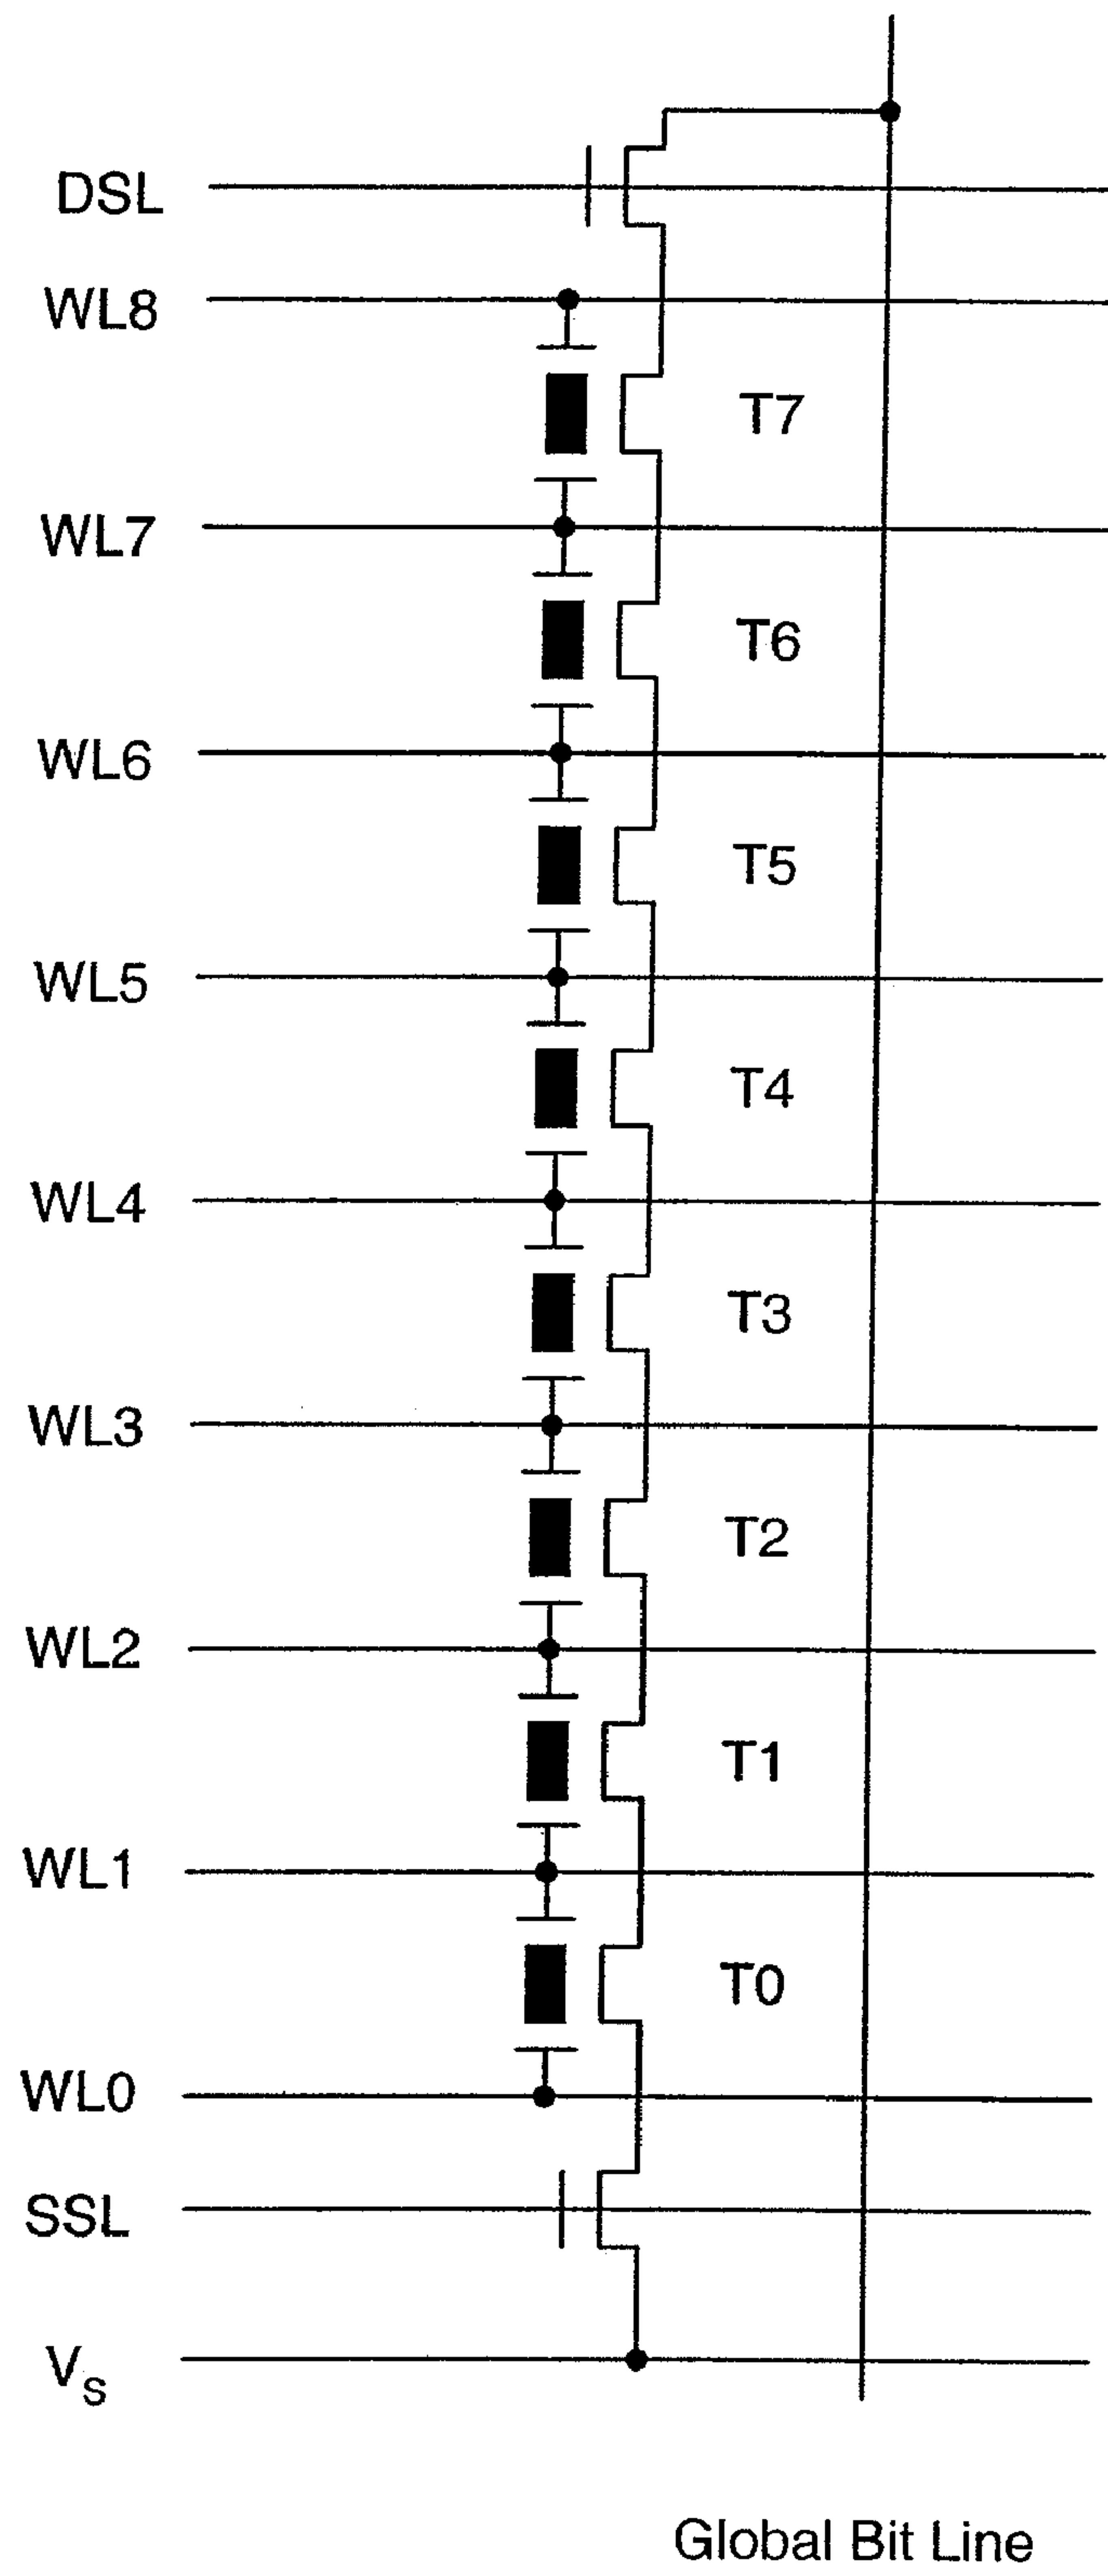 DSL
WL8
T7
WL7
T6
WL6
T5
WL5
T4
WL4
T3
WL3
T2
WL2
T1
WL1
T0
WL0
SSL
VS
Global Bit Line